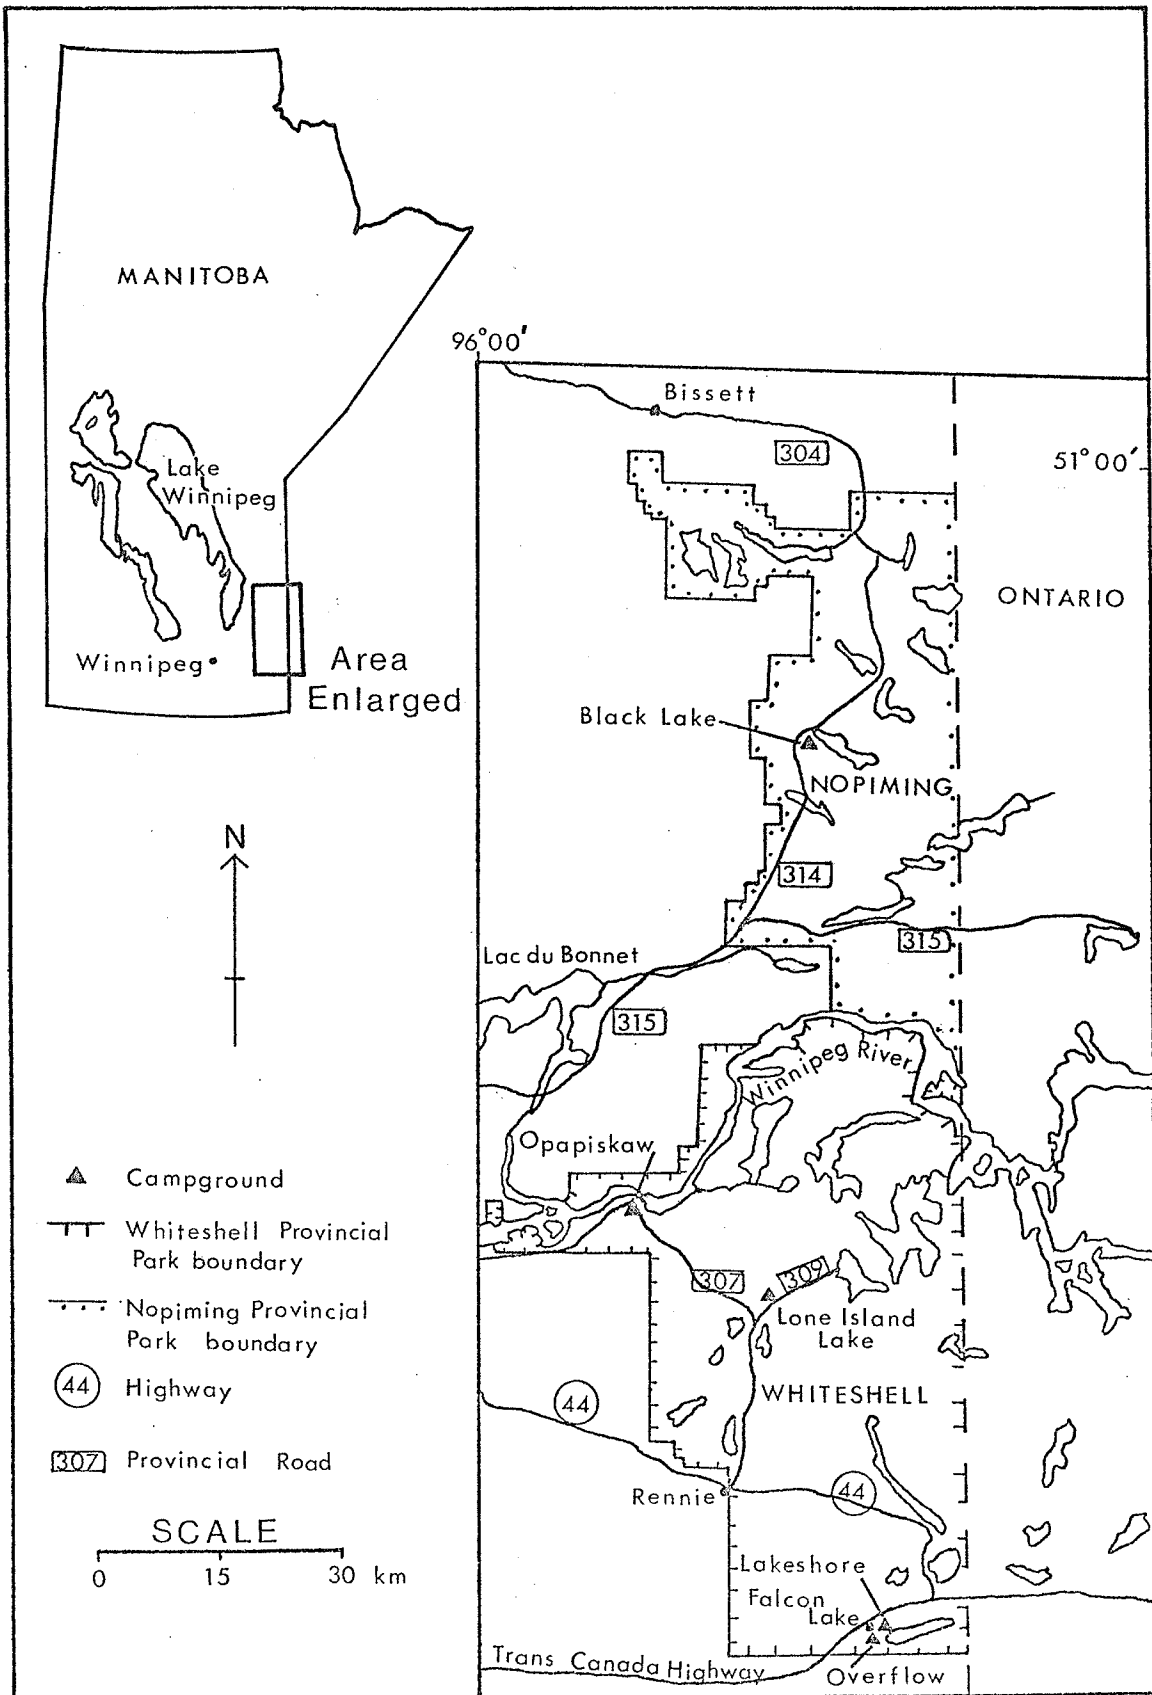 MANITOBA
Lake
Winnipeg
Winnipeg
Area
Enlarged
96°00'
Bissett
304
51°00'
ONTARIO
Black Lake
NOPIMING
314
315
Lac du Bonnet
315
Winnipeg River
Opapiskaw
307
309
Lone Island
Lake
WHITESHELL
44
Rennie
44
Lakeshore
Falcon
Lake
Overflow
Trans Canada Highway
N
Campground
Whiteshell Provincial
Park boundary
Nopiming Provincial
Park boundary
44 Highway
307 Provincial Road
SCALE
0 15 30 km